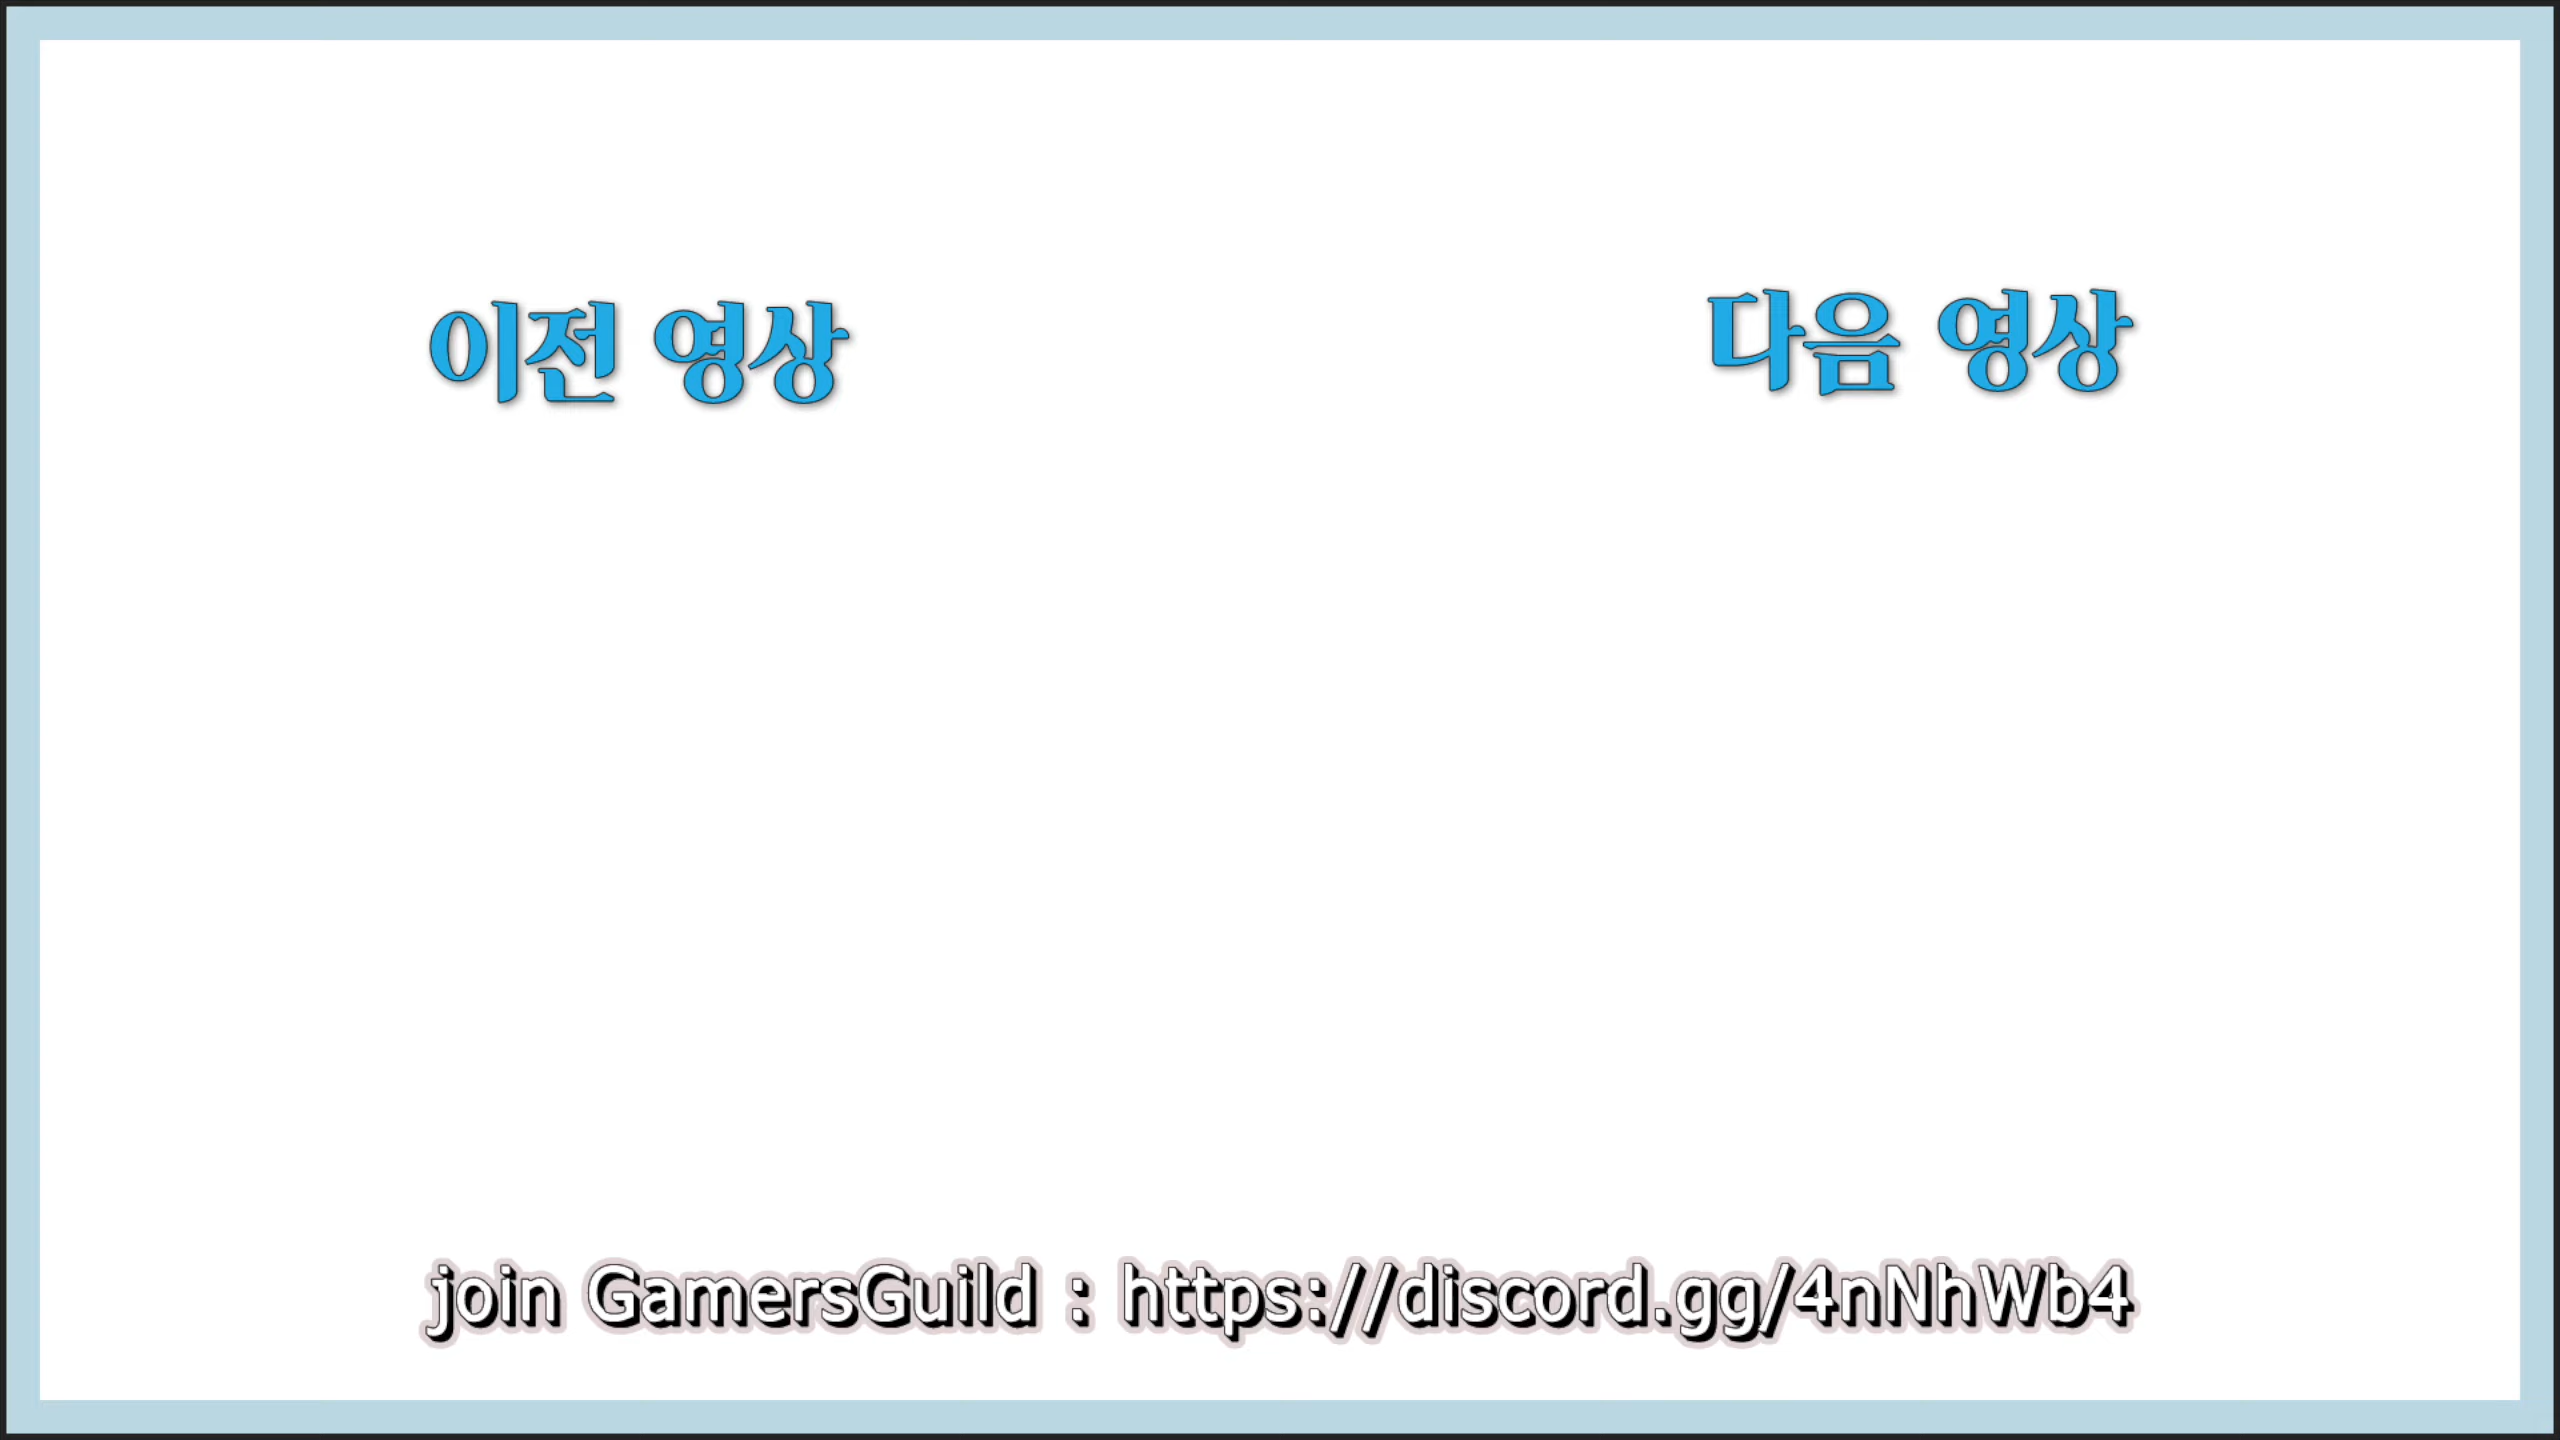 이전 영상
다음 영상
join GamersGuild : https://discord.gg/4nNhWb4